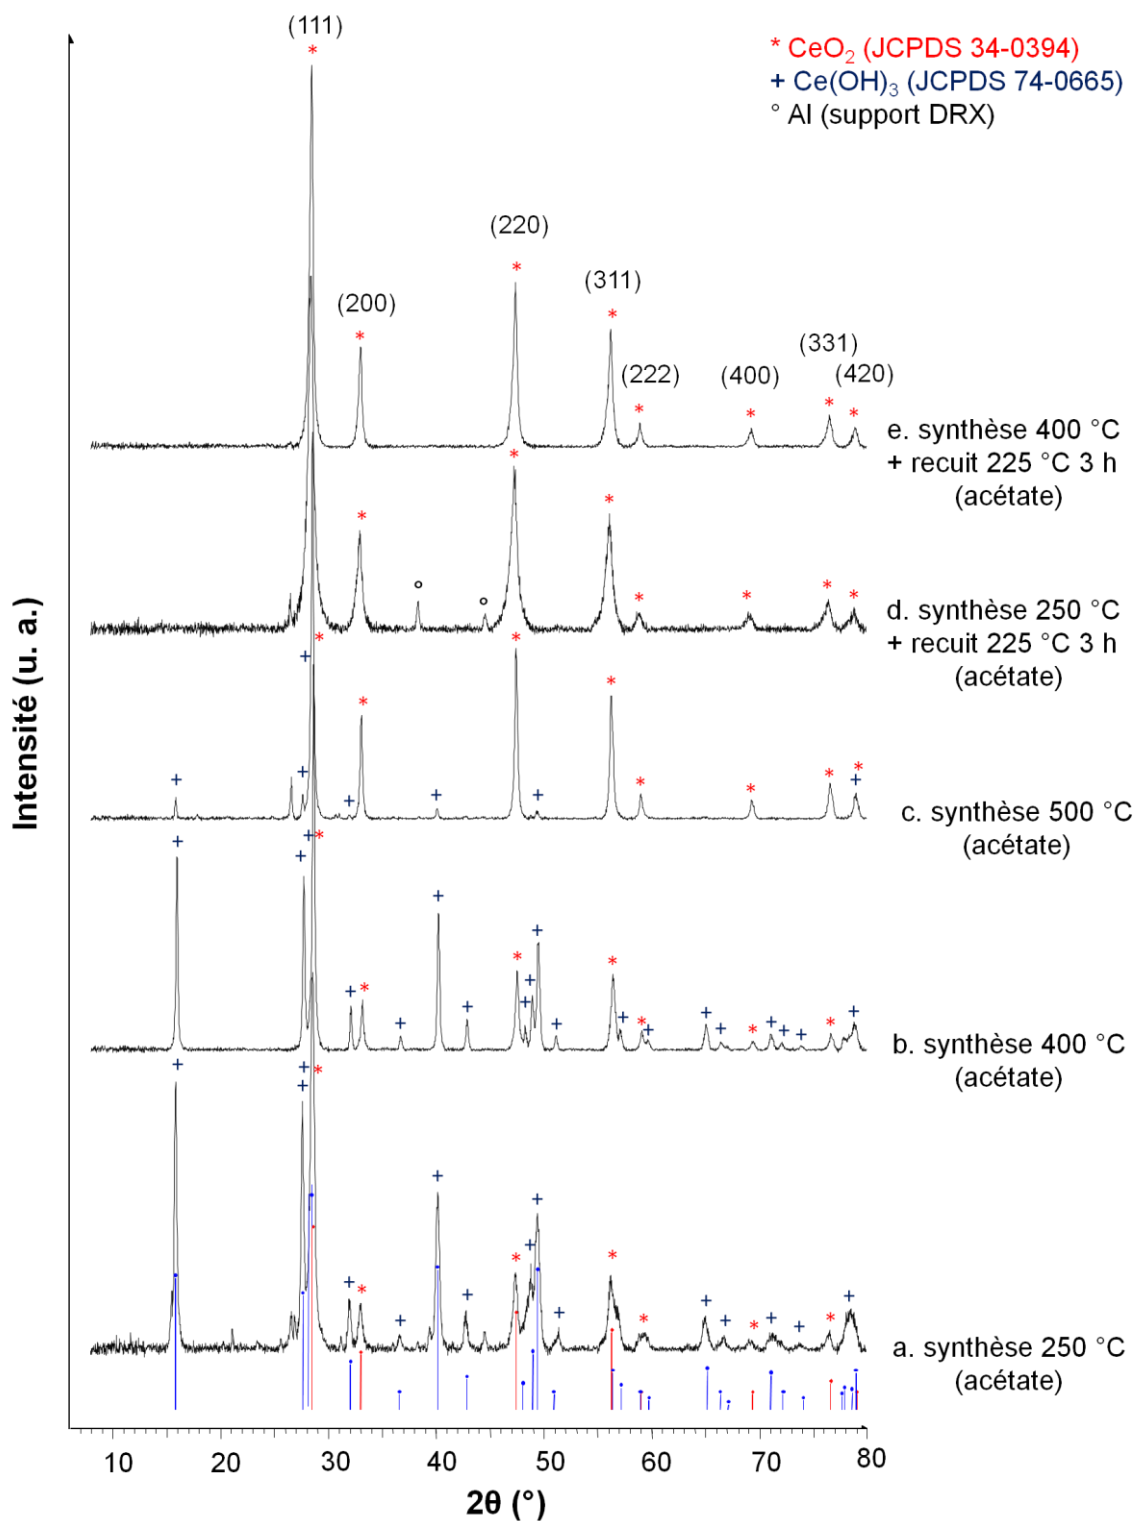 (111)
* CeO₂ (JCPDS 34-0394)
+ Ce(OH)₃ (JCPDS 74-0665)
° Al (support DRX)
(220)
(311)
(200)
(331)
(222)
(400)
(420)
e. synthèse 400 °C
+ recuit 225 °C 3 h
(acétate)
d. synthèse 250 °C
+ recuit 225 °C 3 h
(acétate)
c. synthèse 500 °C
(acétate)
b. synthèse 400 °C
(acétate)
a. synthèse 250 °C
(acétate)
Intensité (u. a.)
10 20 30 40 50 60 70 80
2θ (°)